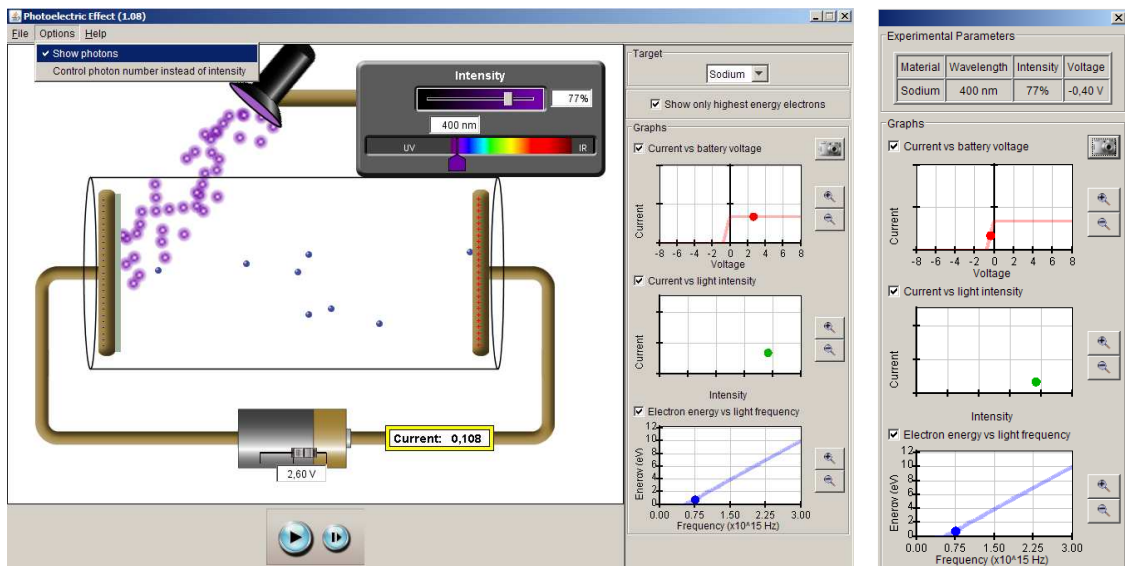 Photoelectric Effect (1.08)
File Options Help
Show photons
Control photon number instead of intensity
Intensity
77%
400 nm
UV
IR
Current: 0,108
2,60 V
Target
Sodium
Show only highest energy electrons
Graphs
Current vs battery voltage
Current
-8 -6 -4 -2 0 2 4 6 8
Voltage
Current vs light intensity
Current
Intensity
Electron energy vs light frequency
Energy (eV)
12
10
8
6
4
2
0
0.00 0.75 1.50 2.25 3.00
Frequency (x10^15 Hz)
Experimental Parameters
Material Wavelength Intensity Voltage
Sodium 400 nm 77% -0,40 V
Graphs
Current vs battery voltage
Current
-8 -6 -4 -2 0 2 4 6 8
Voltage
Current vs light intensity
Current
Intensity
Electron energy vs light frequency
Energy (eV)
12
10
8
6
4
2
0
0.00 0.75 1.50 2.25 3.00
Frequency (x10^15 Hz)